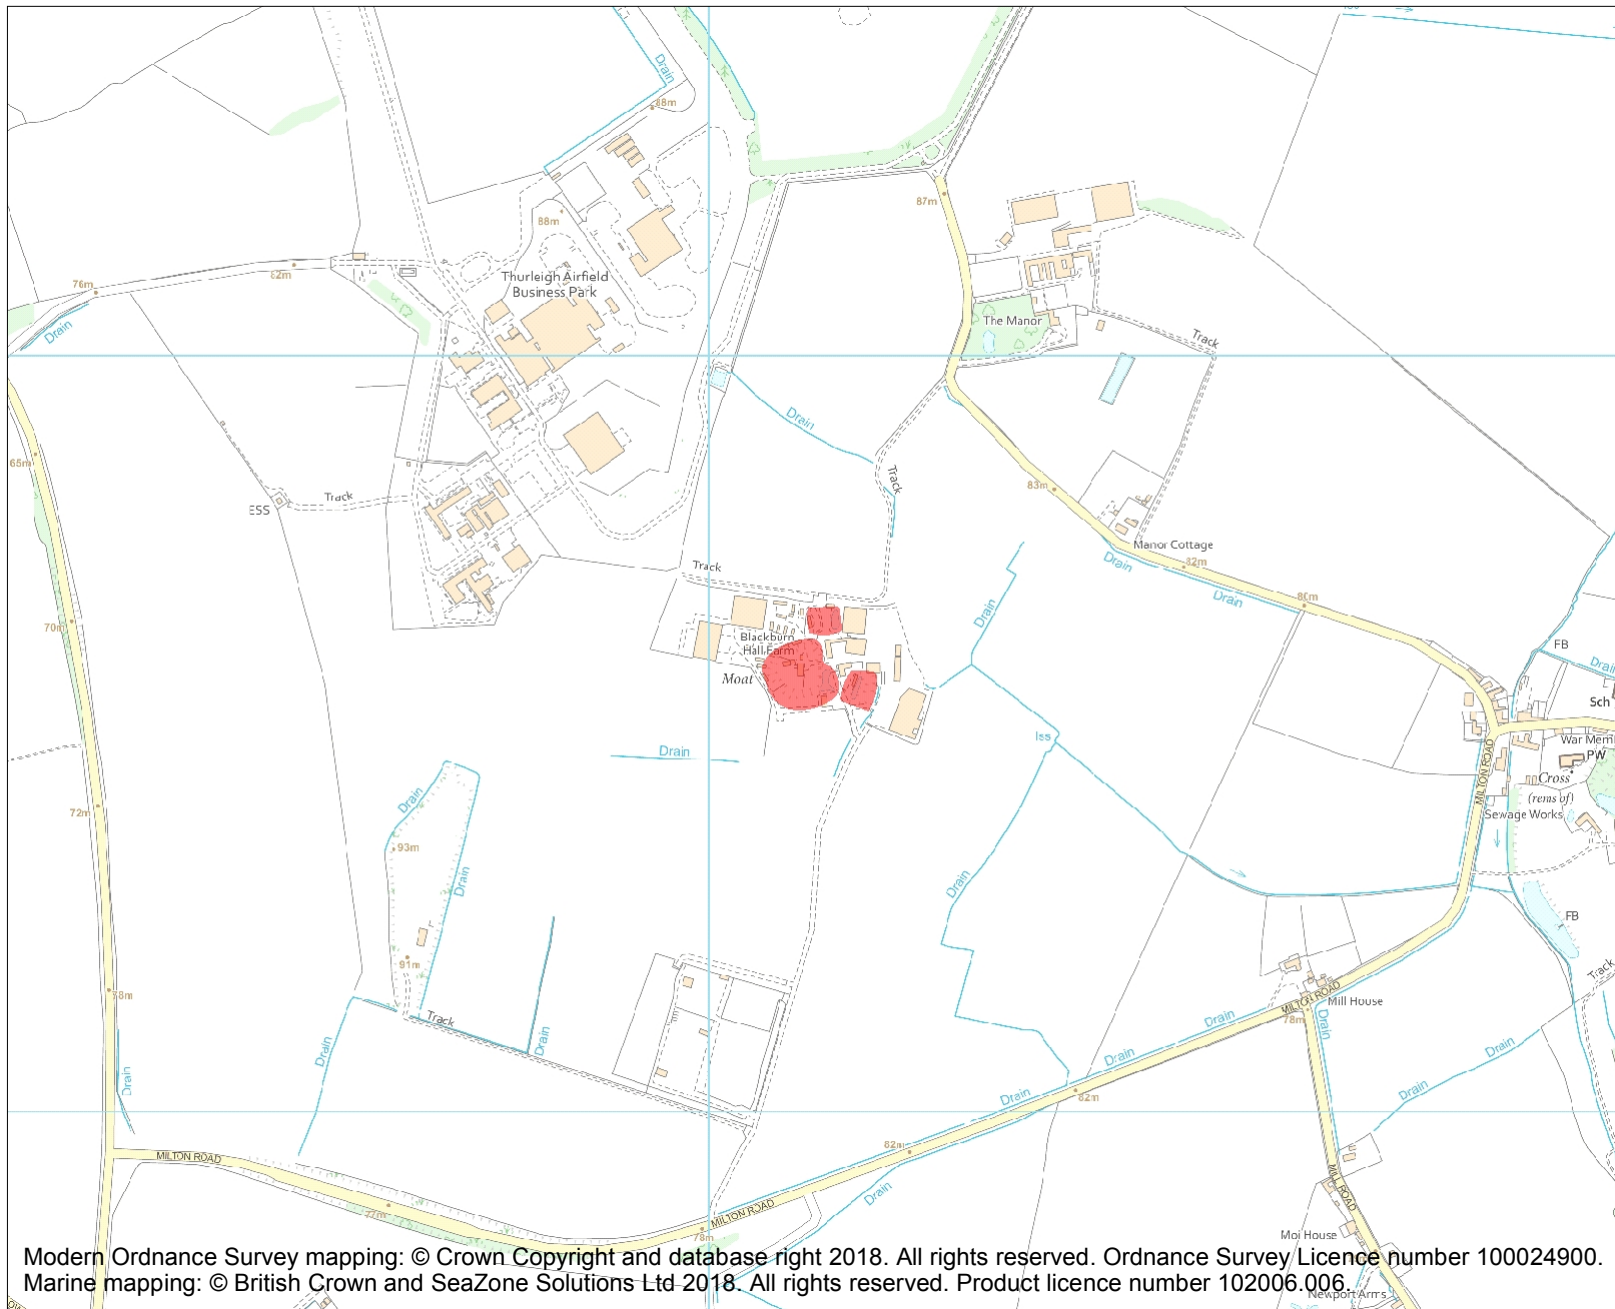 Iss
Drain
88m
87m
88m
Thurleigh Airfield
Business Park
82m
76m
Drain
The Manor
Track
Drain
65m
Track
83m
Track
ESS
Manor Cottage
82m
Drain
Track
Drain
80m
Drain
70m
Blackburn
Hall Farm
Moat
FB
Drain
Sch
Iss
War Mem
PW
MILTON ROAD
Drain
Cross
(rems of)
Sewage Works
Drain
72m
93m
Drain
Drain
FB
91m
78m
Track
Track
MILTON ROAD
Mill House
78m
Drain
Drain
Drain
Drain
Drain
Drain
Drain
Drain
Drain
82m
82m
MILTON ROAD
Drain
MILL ROAD
77m
MILTON ROAD
78m
Moi House
Modern Ordnance Survey mapping: © Crown Copyright and database right 2018. All rights reserved. Ordnance Survey Licence number 100024900.
Marine mapping: © British Crown and SeaZone Solutions Ltd 2018. All rights reserved. Product licence number 102006.006.
Newport Arms